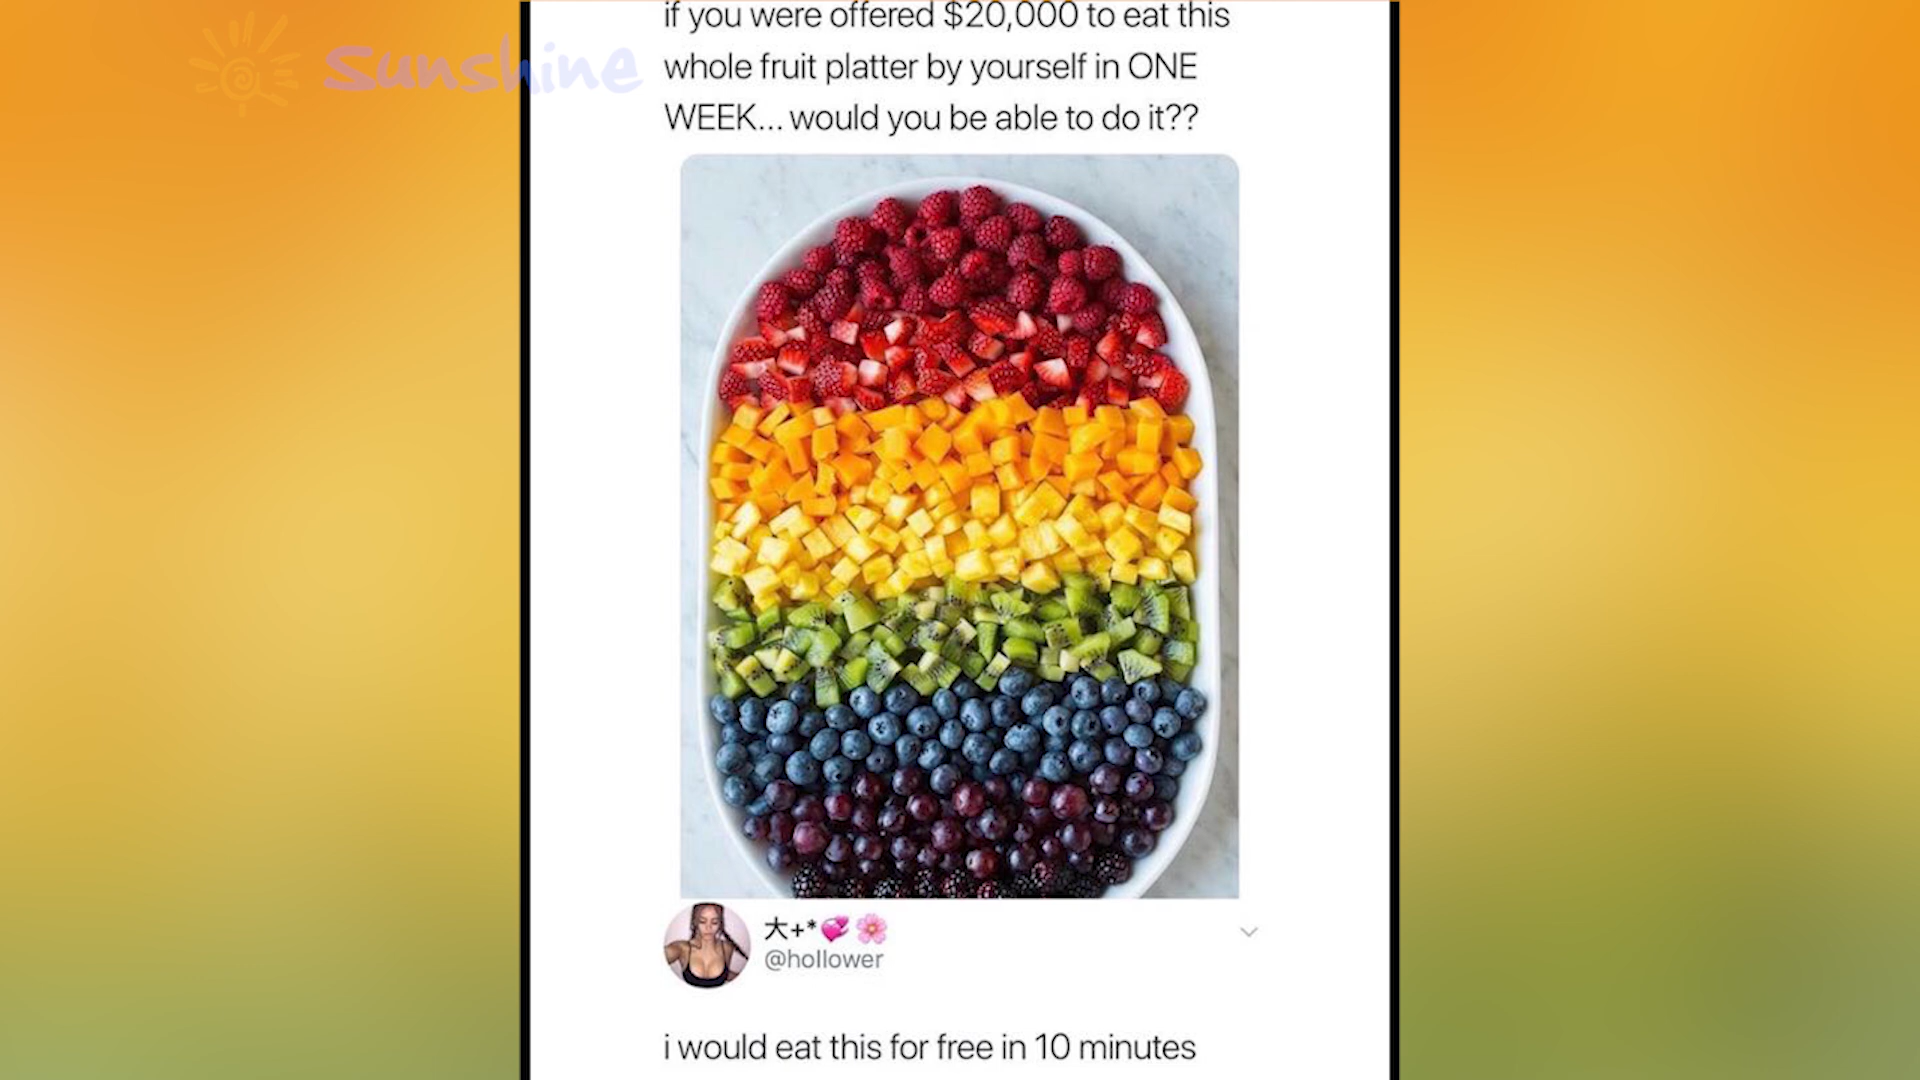 if you were offered $20,000 to eat this
Sunshine
whole fruit platter by yourself in ONE
WEEK... would you be able to do it??
大+*💞🌸
@hollower
i would eat this for free in 10 minutes